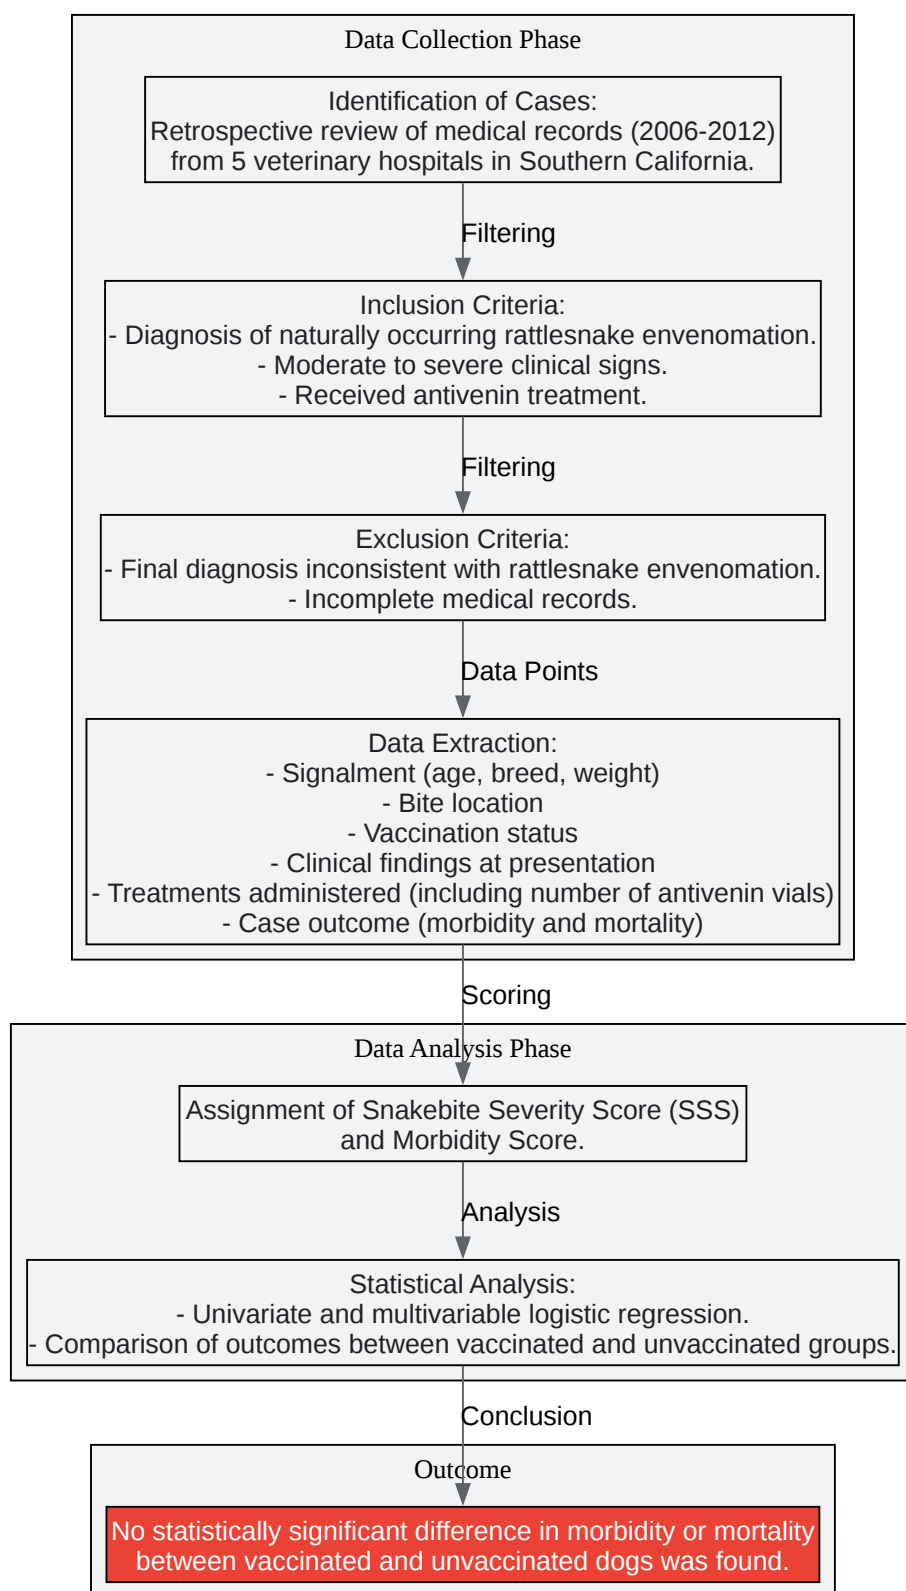 Data Collection Phase
Identification of Cases:
Retrospective review of medical records (2006-2012)
from 5 veterinary hospitals in Southern California.
Filtering
Inclusion Criteria:
- Diagnosis of naturally occurring rattlesnake envenomation.
- Moderate to severe clinical signs.
- Received antivenin treatment.
Filtering
Exclusion Criteria:
- Final diagnosis inconsistent with rattlesnake envenomation.
- Incomplete medical records.
Data Points
Data Extraction:
- Signalment (age, breed, weight)
- Bite location
- Vaccination status
- Clinical findings at presentation
- Treatments administered (including number of antivenin vials)
- Case outcome (morbidity and mortality)
Scoring
Data Analysis Phase
Assignment of Snakebite Severity Score (SSS)
and Morbidity Score.
Analysis
Statistical Analysis:
- Univariate and multivariable logistic regression.
- Comparison of outcomes between vaccinated and unvaccinated groups.
Conclusion
Outcome
No statistically significant difference in morbidity or mortality
between vaccinated and unvaccinated dogs was found.